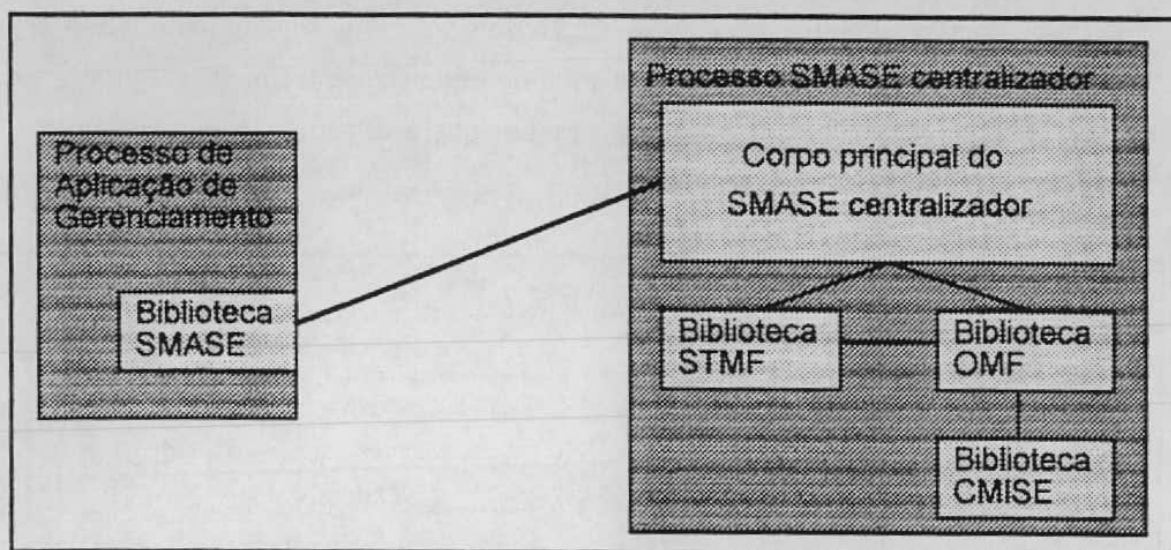 Processo de
Aplicação de
Gerenciamento
Biblioteca
SMASE
Processo SMASE centralizador
Corpo principal do
SMASE centralizador
Biblioteca
STMF
Biblioteca
OMF
Biblioteca
CMISE